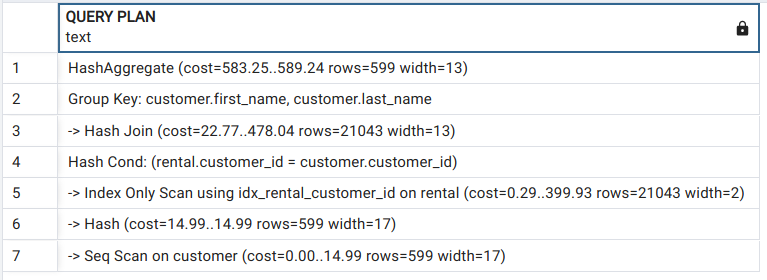 QUERY PLAN
text
1 HashAggregate (cost=583.25..589.24 rows=599 width=13)
2 Group Key: customer.first_name, customer.last_name
3 -> Hash Join (cost=22.77..478.04 rows=21043 width=13)
4 Hash Cond: (rental.customer_id = customer.customer_id)
5 -> Index Only Scan using idx_rental_customer_id on rental (cost=0.29..399.93 rows=21043 width=2)
6 -> Hash (cost=14.99..14.99 rows=599 width=17)
7 -> Seq Scan on customer (cost=0.00..14.99 rows=599 width=17)